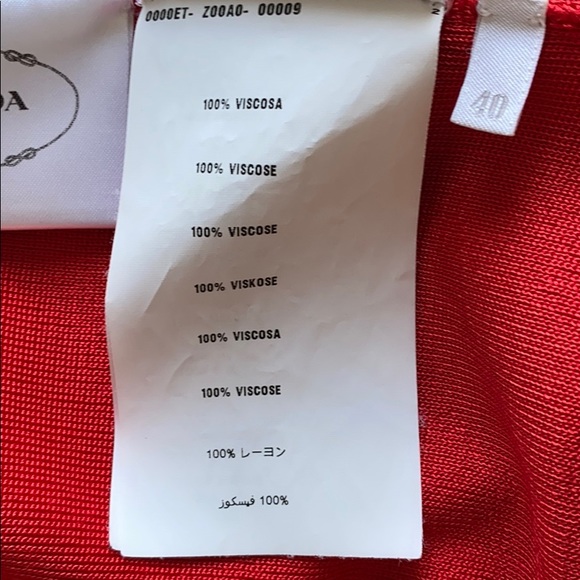 0000ET- Z00A0- 00009
DA
40
100% VISCOSA
100% VISCOSE
100% VISCOSE
100% VISKOSE
100% VISCOSA
100% VISCOSE
100% レーヨン
100% فيسكوز